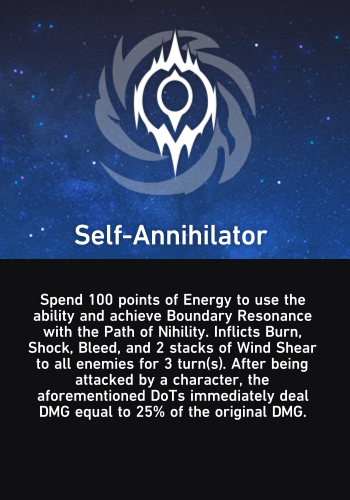 Self-Annihilator
Spend 100 points of Energy to use the
ability and achieve Boundary Resonance
with the Path of Nihility. Inflicts Burn,
Shock, Bleed, and 2 stacks of Wind Shear
to all enemies for 3 turn(s). After being
attacked by a character, the
aforementioned DoTs immediately deal
DMG equal to 25% of the original DMG.